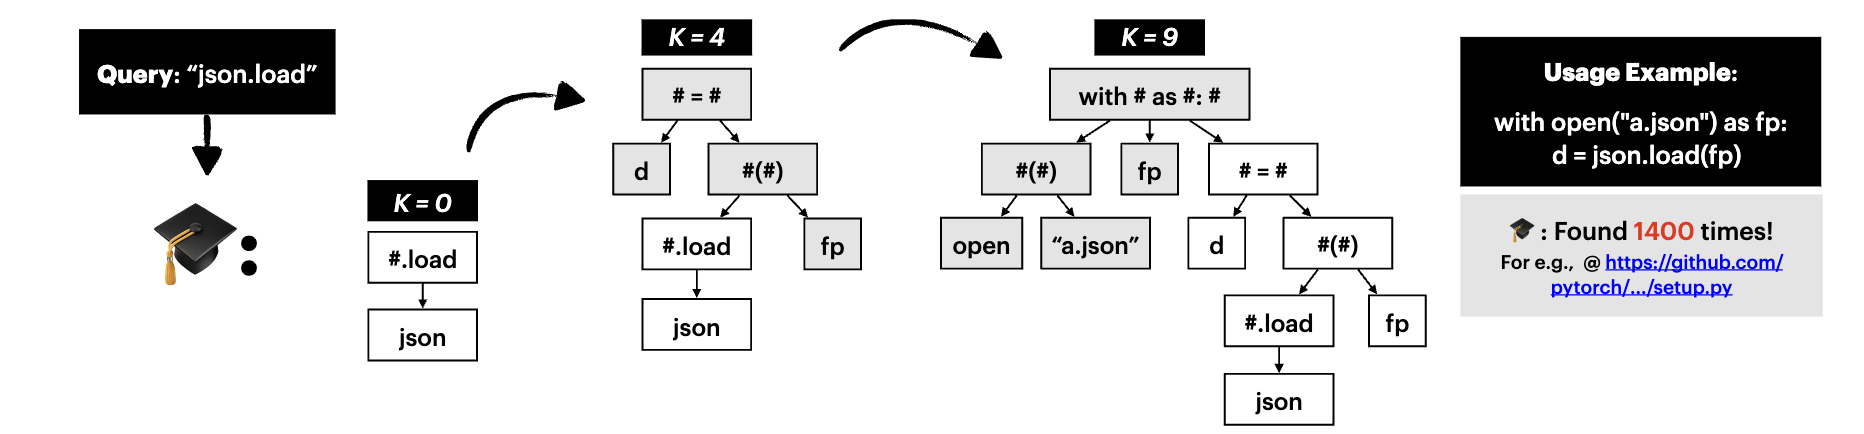 Query: “json.load”
K = 0
#.load
json
K = 4
# = #
d
#(#)
#.load
fp
json
K = 9
with # as #: #
#(#)
fp
# = #
open
“a.json”
d
#(#)
#.load
fp
json
Usage Example:
with open("a.json") as fp:
d = json.load(fp)
: Found 1400 times!
For e.g., @ https://github.com/
pytorch/.../setup.py